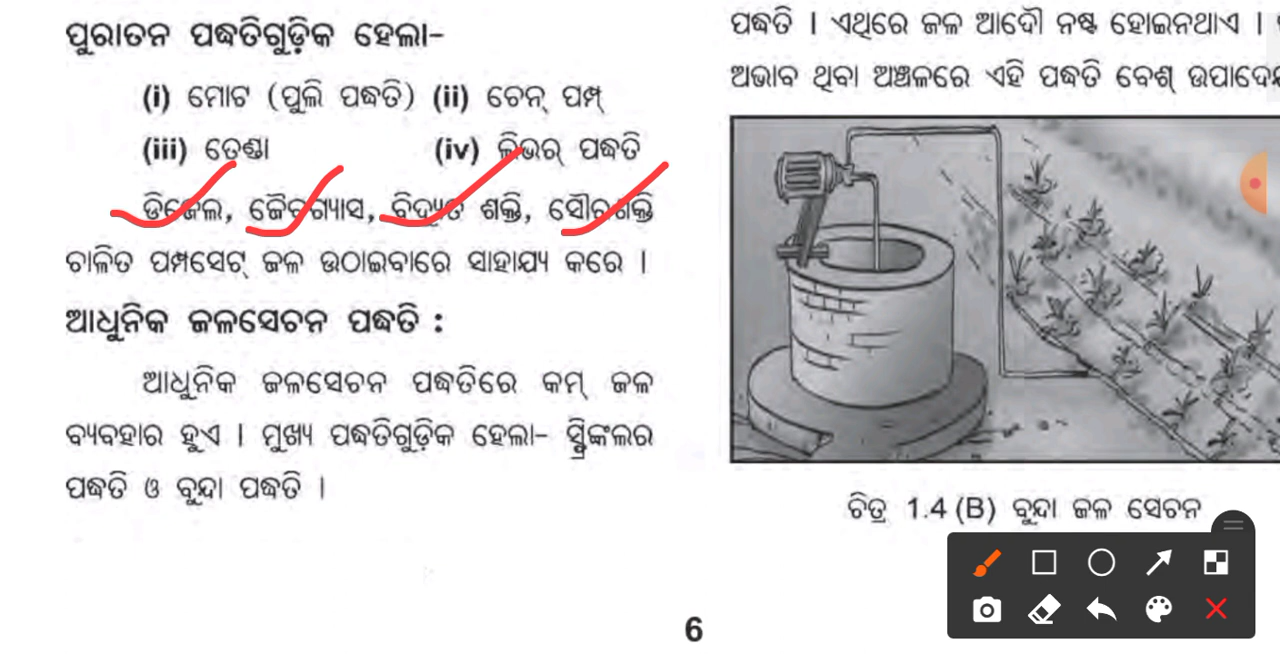 ପୁରାତନ ପଦ୍ଧତିଗୁଡ଼ିକ ହେଲା-
(i) ମୋଟ (ପୁଲି ପଦ୍ଧତି) (ii) ଚେନ୍ ପମ୍ପ୍
(iii) ତେଣ୍ଡା (iv) ଲିଭର୍ ପଦ୍ଧତି
ଡିଜେଲ, ଜୈବଗ୍ୟାସ, ବିଦ୍ୟୁତ ଶକ୍ତି, ସୌରଶକ୍ତି
ଚାଳିତ ପମ୍ପସେଟ୍ ଜଳ ଉଠାଇବାରେ ସାହାଯ୍ୟ କରେ ।
ଆଧୁନିକ ଜଳସେଚନ ପଦ୍ଧତି :
ଆଧୁନିକ ଜଳସେଚନ ପଦ୍ଧତିରେ କମ୍ ଜଳ
ବ୍ୟବହାର ହୁଏ । ମୁଖ୍ୟ ପଦ୍ଧତିଗୁଡ଼ିକ ହେଲା- ସ୍ପ୍ରିଙ୍କଲର
ପଦ୍ଧତି ଓ ବୁନ୍ଦା ପଦ୍ଧତି ।
ପଦ୍ଧତି । ଏଥିରେ ଜଳ ଆଦୌ ନଷ୍ଟ ହୋଇନଥାଏ ।
ଅଭାବ ଥିବା ଅଞ୍ଚଳରେ ଏହି ପଦ୍ଧତି ବେଶ୍
ଚିତ୍ର 1.4 (B) ବୁନ୍ଦା ଜଳ ସେଚନ
6